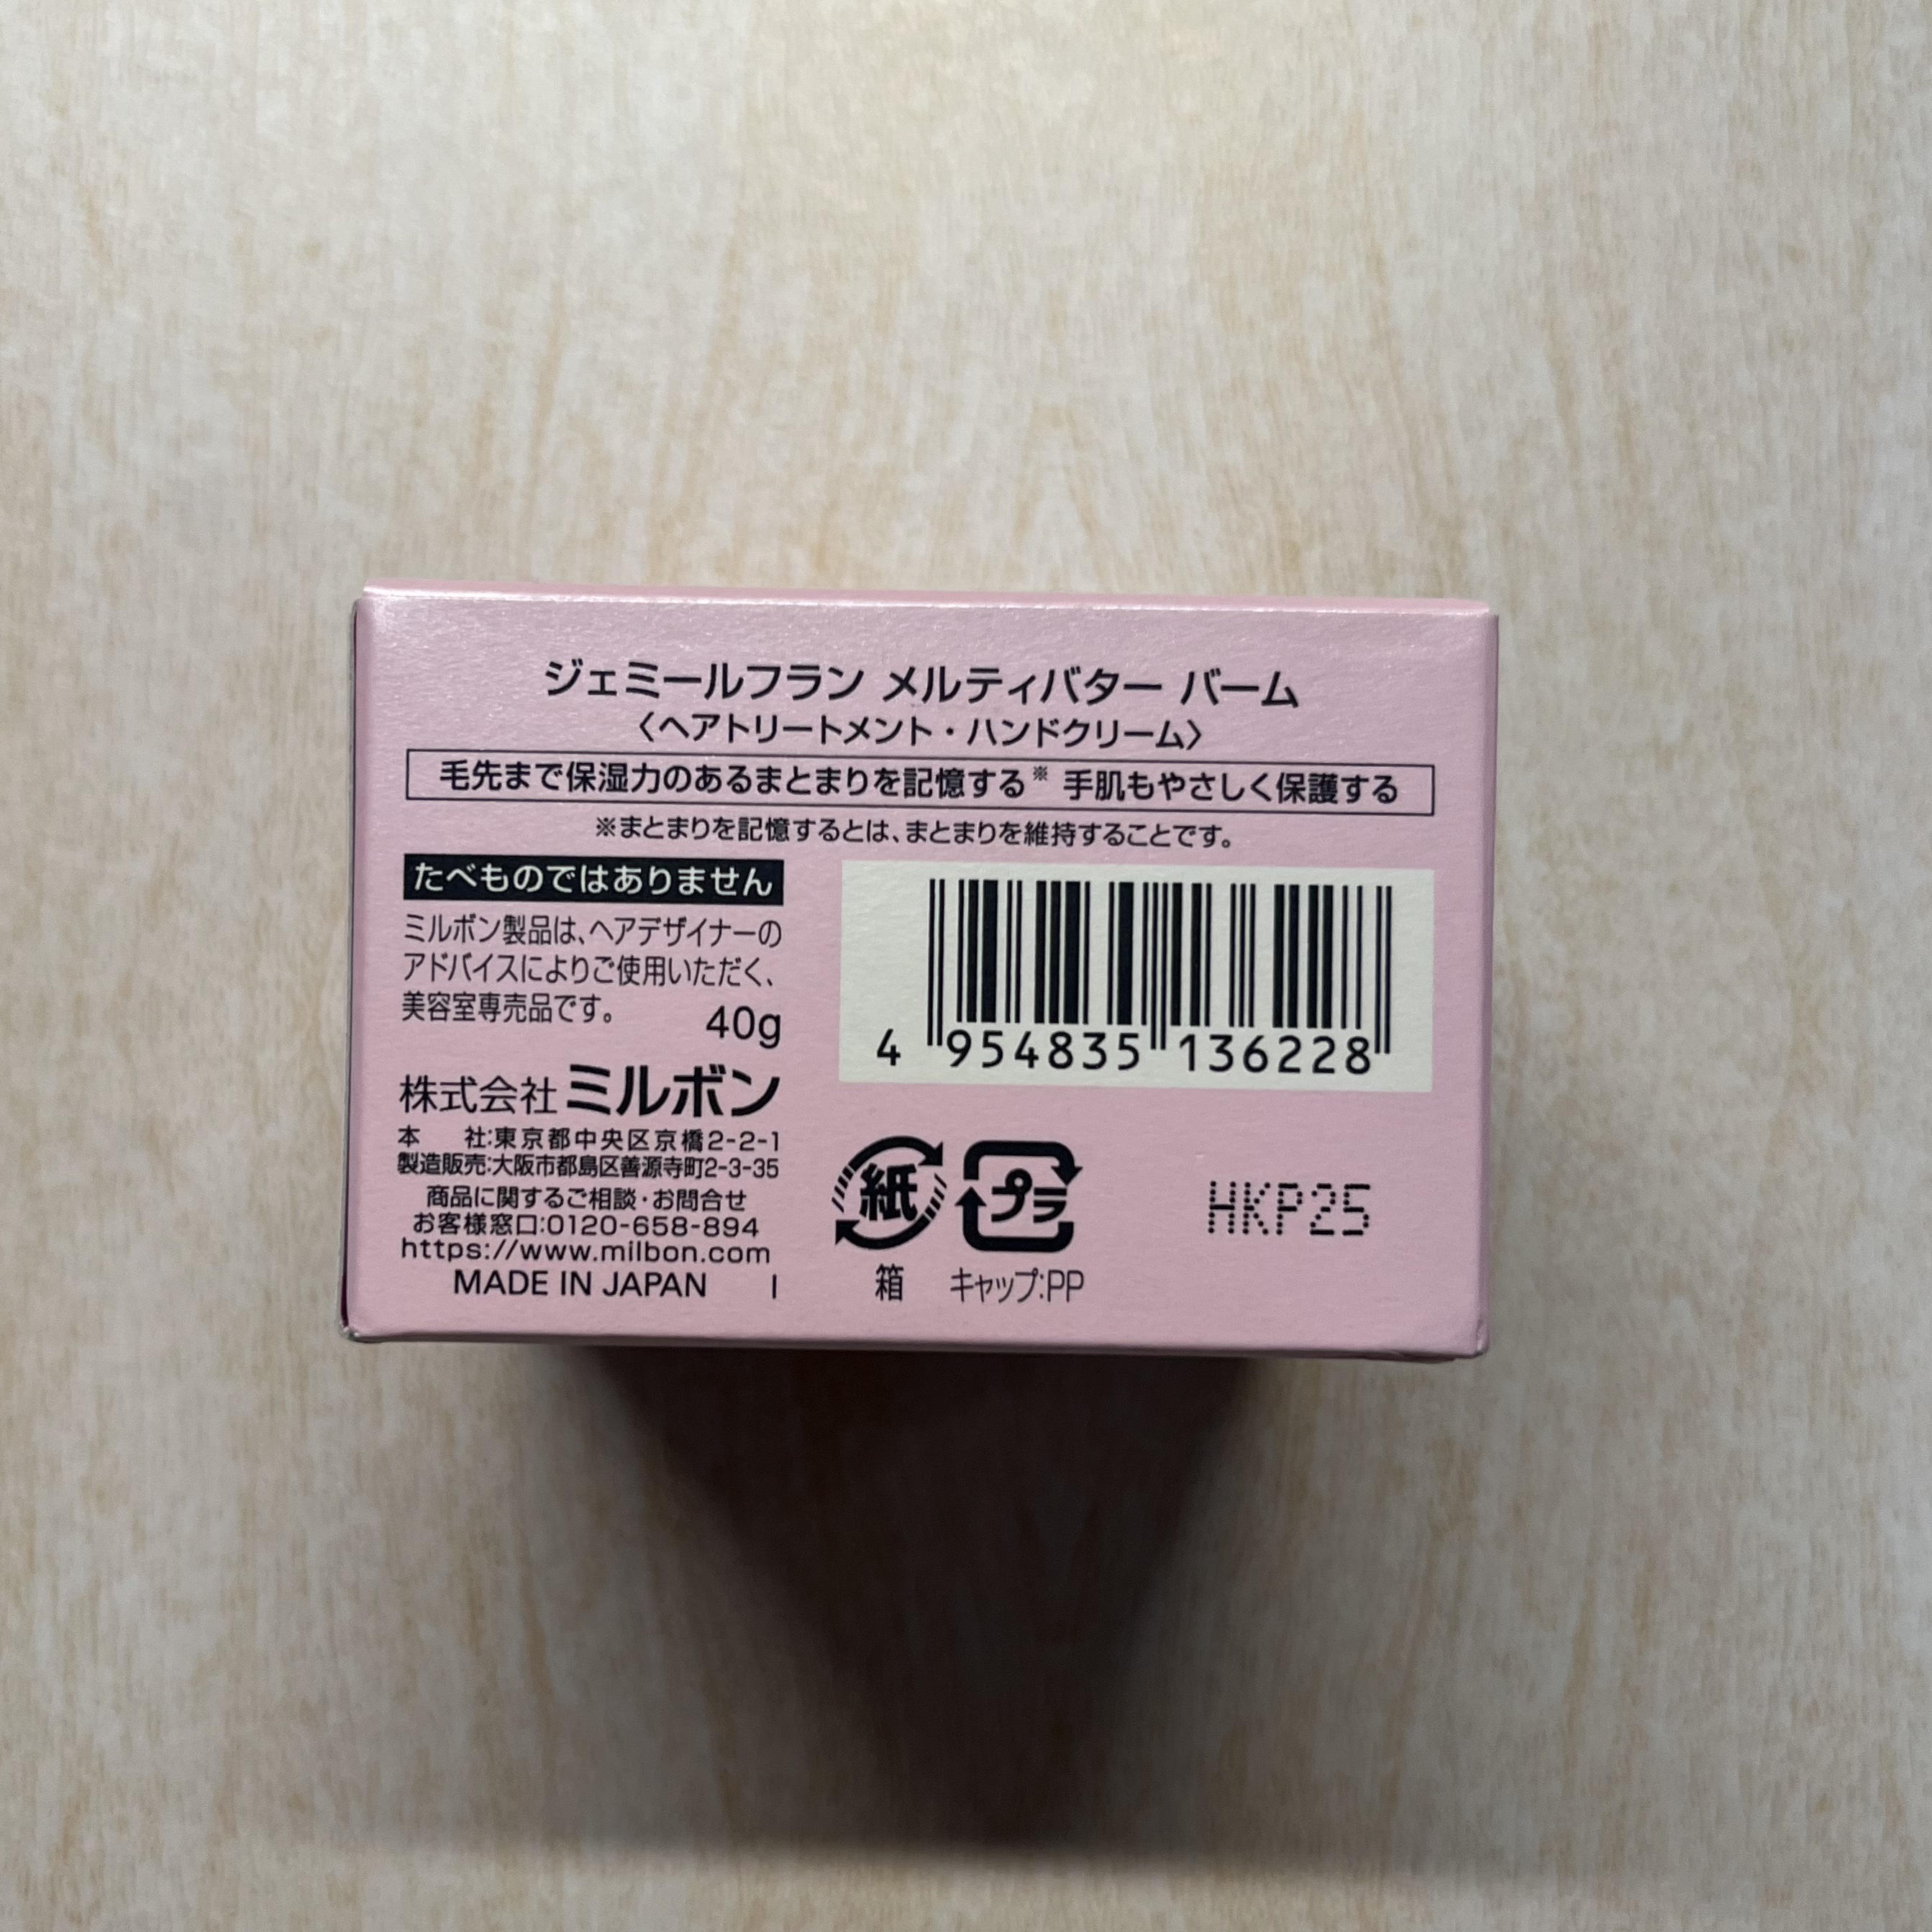 ジェミールフラン メルティバター バーム
〈ヘアトリートメント・ハンドクリーム〉
毛先まで保湿力のあるまとまりを記憶する※ 手肌もやさしく保護する
※まとまりを記憶するとは、まとまりを維持することです。
たべものではありません
ミルボン製品は、ヘアデザイナーの
アドバイスによりご使用いただく、
美容室専売品です。
40g
株式会社 ミルボン
本 社:東京都中央区京橋2-2-1
製造販売:大阪市都島区善源寺町2-3-35
商品に関するご相談・お問合せ
お客様窓口:0120-658-894
https://www.milbon.com
MADE IN JAPAN I
4 954835 136228
紙
箱
プラ
キャップ:PP
HKP25